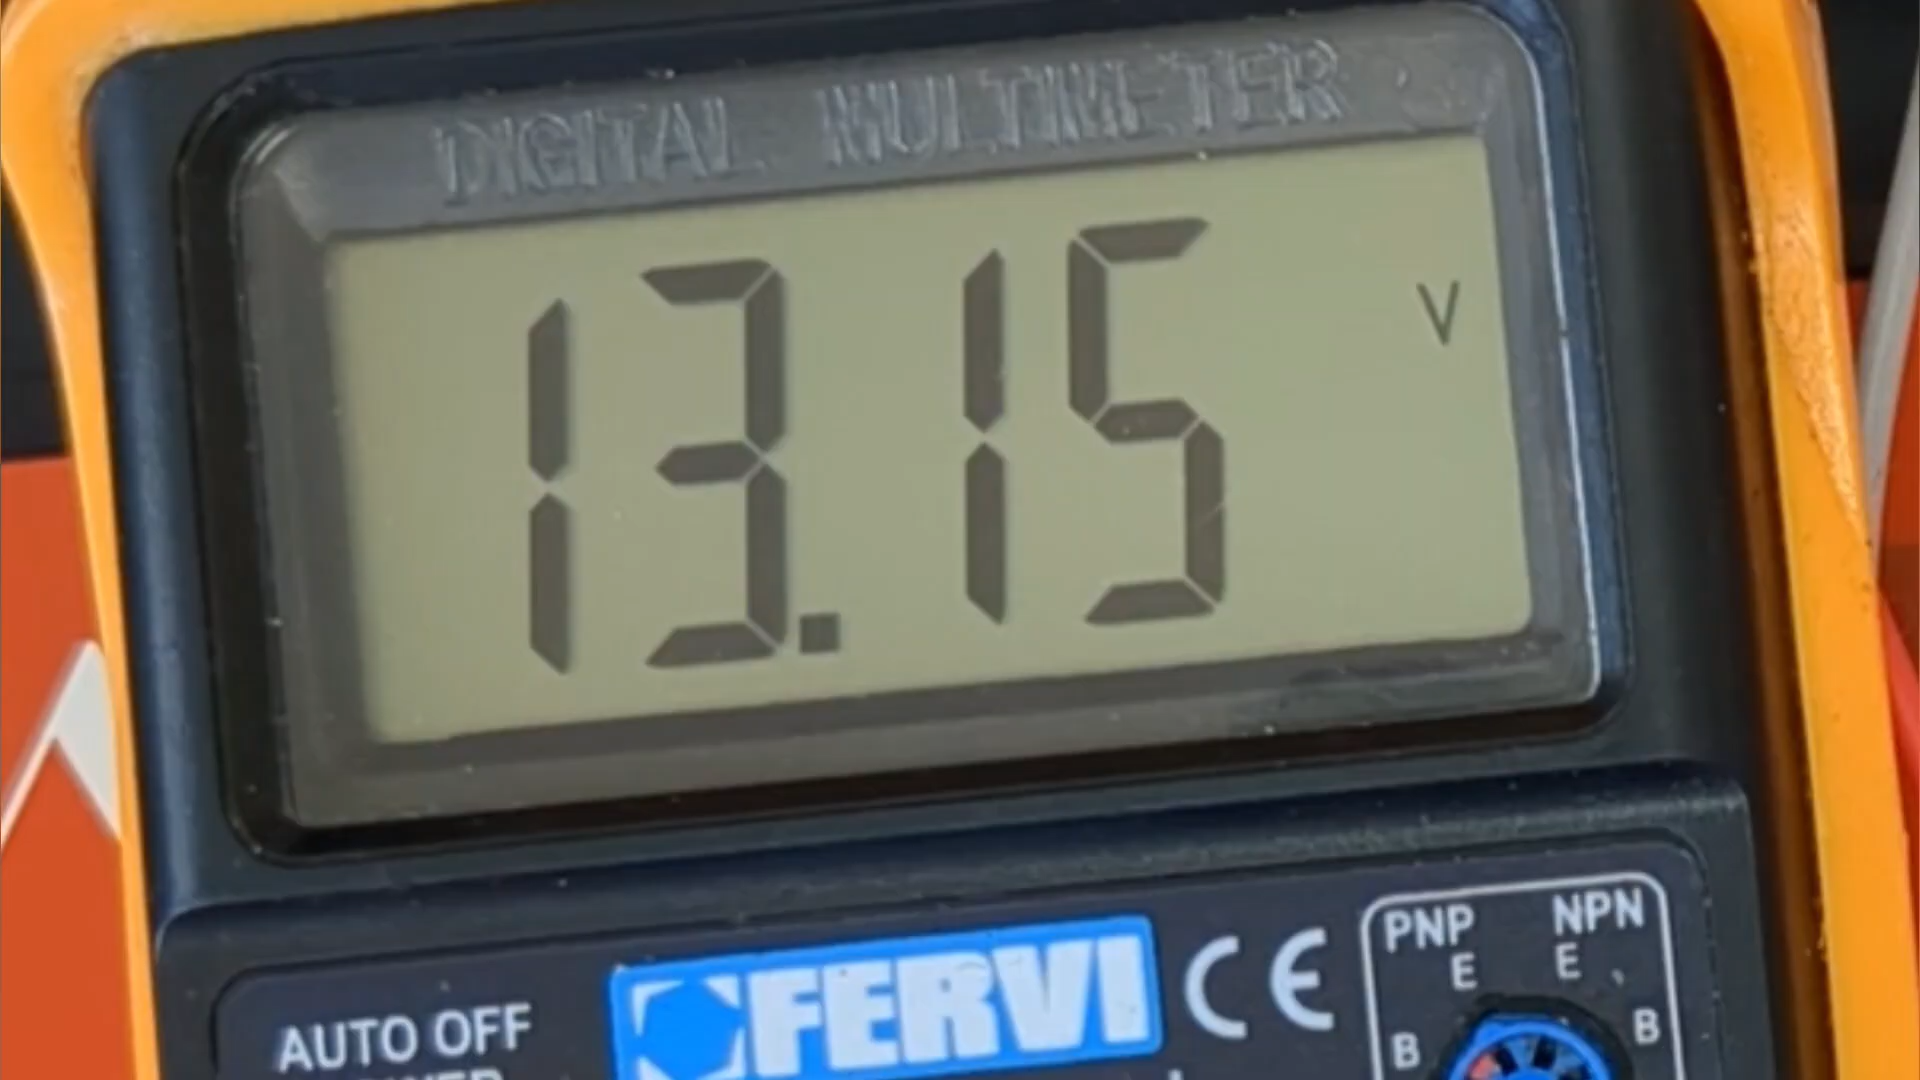 DIGITAL MULTIMETER
13.15 V
FERVI CE
PNP NPN
E E
B B
AUTO OFF